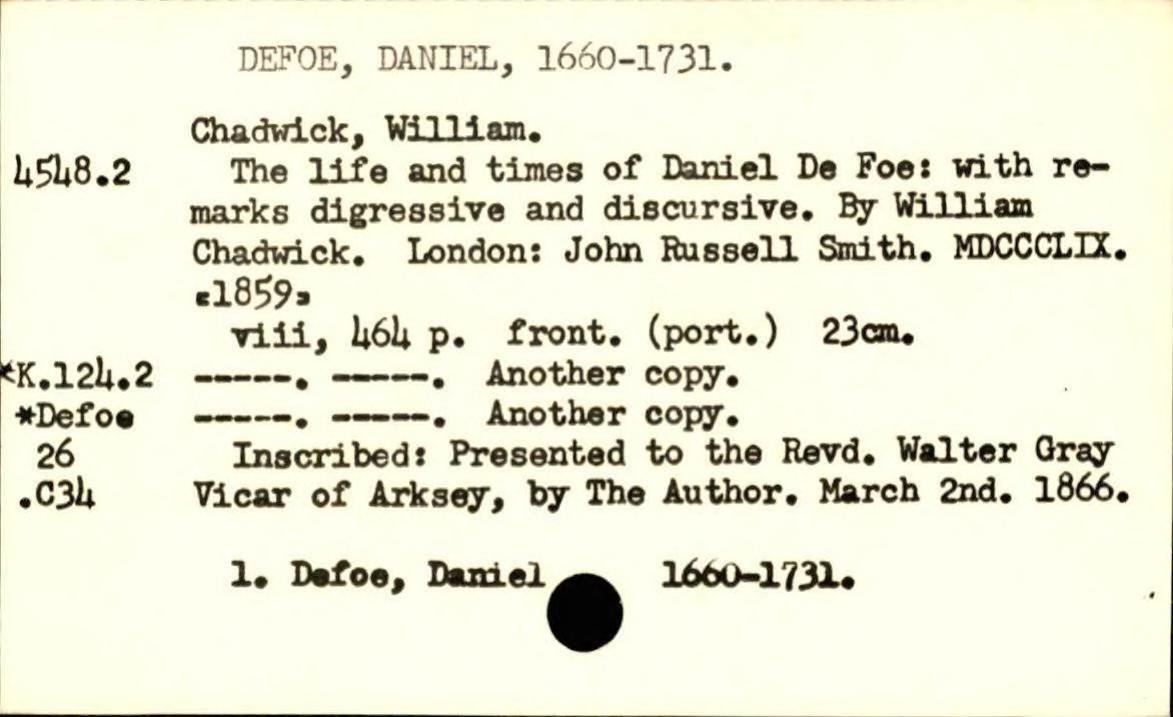 DEFOE, DANIEL, 1660-1731.
Chadwick, William.
4548.2 The life and times of Daniel De Foe: with re-
marks digressive and discursive. By William
Chadwick. London: John Russell Smith. MDCCCLIX.
[1859]
viii, 464 p. front. (port.) 23cm.
*K.124.2 -----. -----. Another copy.
*Defoe -----. -----. Another copy.
26 Inscribed: Presented to the Revd. Walter Gray
.C34 Vicar of Arksey, by The Author. March 2nd. 1866.
1. Defoe, Daniel 1660-1731.